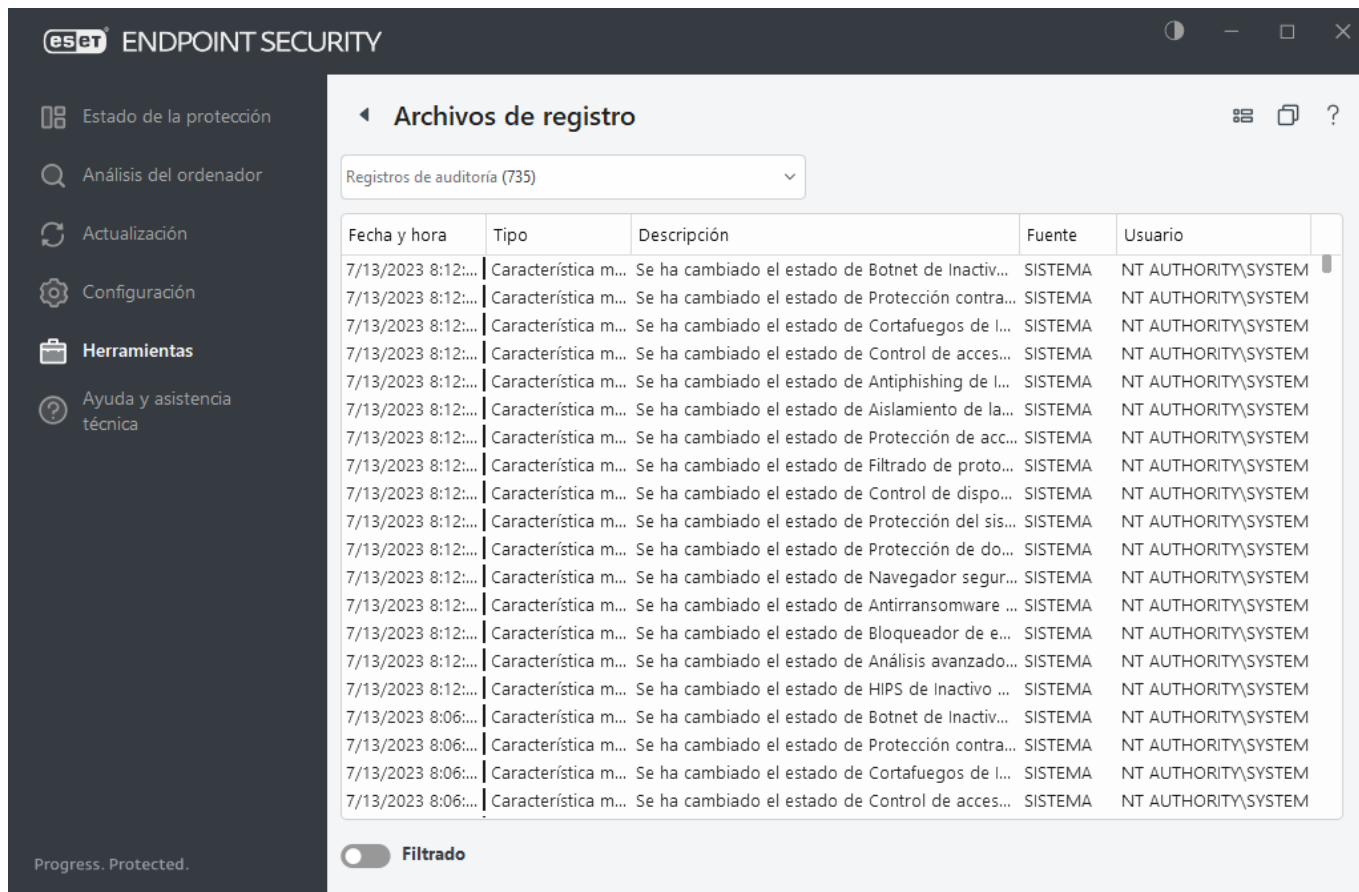 eset ENDPOINT SECURITY
Estado de la protección
Análisis del ordenador
Actualización
Configuración
Herramientas
Ayuda y asistencia
técnica
Progress. Protected.
Archivos de registro
?
Registros de auditoría (735)
Fecha y hora Tipo Descripción Fuente Usuario
7/13/2023 8:12:... Característica m... Se ha cambiado el estado de Botnet de Inactiv... SISTEMA NT AUTHORITY\SYSTEM
7/13/2023 8:12:... Característica m... Se ha cambiado el estado de Protección contra... SISTEMA NT AUTHORITY\SYSTEM
7/13/2023 8:12:... Característica m... Se ha cambiado el estado de Cortafuegos de I... SISTEMA NT AUTHORITY\SYSTEM
7/13/2023 8:12:... Característica m... Se ha cambiado el estado de Control de acces... SISTEMA NT AUTHORITY\SYSTEM
7/13/2023 8:12:... Característica m... Se ha cambiado el estado de Antiphishing de I... SISTEMA NT AUTHORITY\SYSTEM
7/13/2023 8:12:... Característica m... Se ha cambiado el estado de Aislamiento de la... SISTEMA NT AUTHORITY\SYSTEM
7/13/2023 8:12:... Característica m... Se ha cambiado el estado de Protección de acc... SISTEMA NT AUTHORITY\SYSTEM
7/13/2023 8:12:... Característica m... Se ha cambiado el estado de Filtrado de proto... SISTEMA NT AUTHORITY\SYSTEM
7/13/2023 8:12:... Característica m... Se ha cambiado el estado de Control de dispo... SISTEMA NT AUTHORITY\SYSTEM
7/13/2023 8:12:... Característica m... Se ha cambiado el estado de Protección del sis... SISTEMA NT AUTHORITY\SYSTEM
7/13/2023 8:12:... Característica m... Se ha cambiado el estado de Protección de do... SISTEMA NT AUTHORITY\SYSTEM
7/13/2023 8:12:... Característica m... Se ha cambiado el estado de Navegador segur... SISTEMA NT AUTHORITY\SYSTEM
7/13/2023 8:12:... Característica m... Se ha cambiado el estado de Antirransomware ... SISTEMA NT AUTHORITY\SYSTEM
7/13/2023 8:12:... Característica m... Se ha cambiado el estado de Bloqueador de e... SISTEMA NT AUTHORITY\SYSTEM
7/13/2023 8:12:... Característica m... Se ha cambiado el estado de Análisis avanzado... SISTEMA NT AUTHORITY\SYSTEM
7/13/2023 8:12:... Característica m... Se ha cambiado el estado de HIPS de Inactivo ... SISTEMA NT AUTHORITY\SYSTEM
7/13/2023 8:06:... Característica m... Se ha cambiado el estado de Botnet de Inactiv... SISTEMA NT AUTHORITY\SYSTEM
7/13/2023 8:06:... Característica m... Se ha cambiado el estado de Protección contra... SISTEMA NT AUTHORITY\SYSTEM
7/13/2023 8:06:... Característica m... Se ha cambiado el estado de Cortafuegos de I... SISTEMA NT AUTHORITY\SYSTEM
7/13/2023 8:06:... Característica m... Se ha cambiado el estado de Control de acces... SISTEMA NT AUTHORITY\SYSTEM
Filtrado